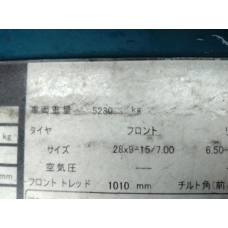 車両重量 5230 kg
kg タイヤ フロント
サイズ 28x9-15/7.00 6.50-
空気圧 ---
フロント トレッド 1010 mm チルト角(前